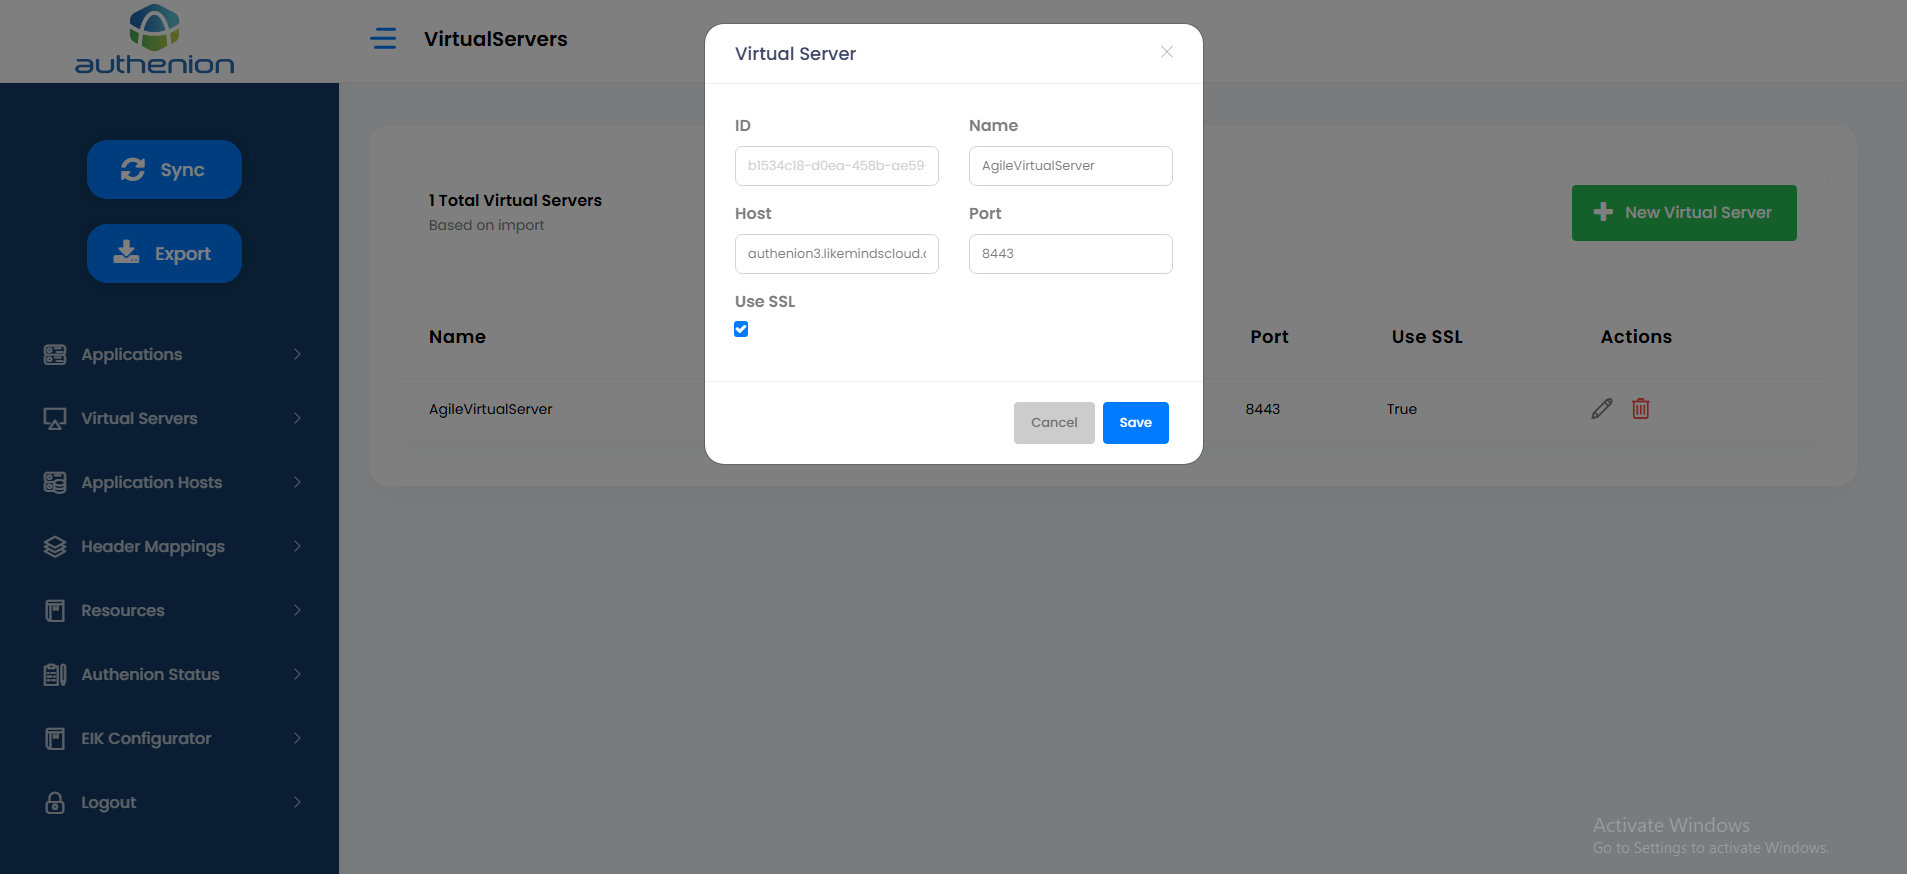 authenion
VirtualServers
Sync
Export
Applications
Virtual Servers
Application Hosts
Header Mappings
Resources
Authenion Status
EIK Configurator
Logout
1 Total Virtual Servers
Based on import
New Virtual Server
Name
Port
Use SSL
Actions
AgileVirtualServer
8443
True
Virtual Server
ID
Name
b1534c18-d0ea-458b-ae59-
AgileVirtualServer
Host
Port
authenion3.likemindscloud.c
8443
Use SSL
Cancel
Save
Activate Windows
Go to Settings to activate Windows.